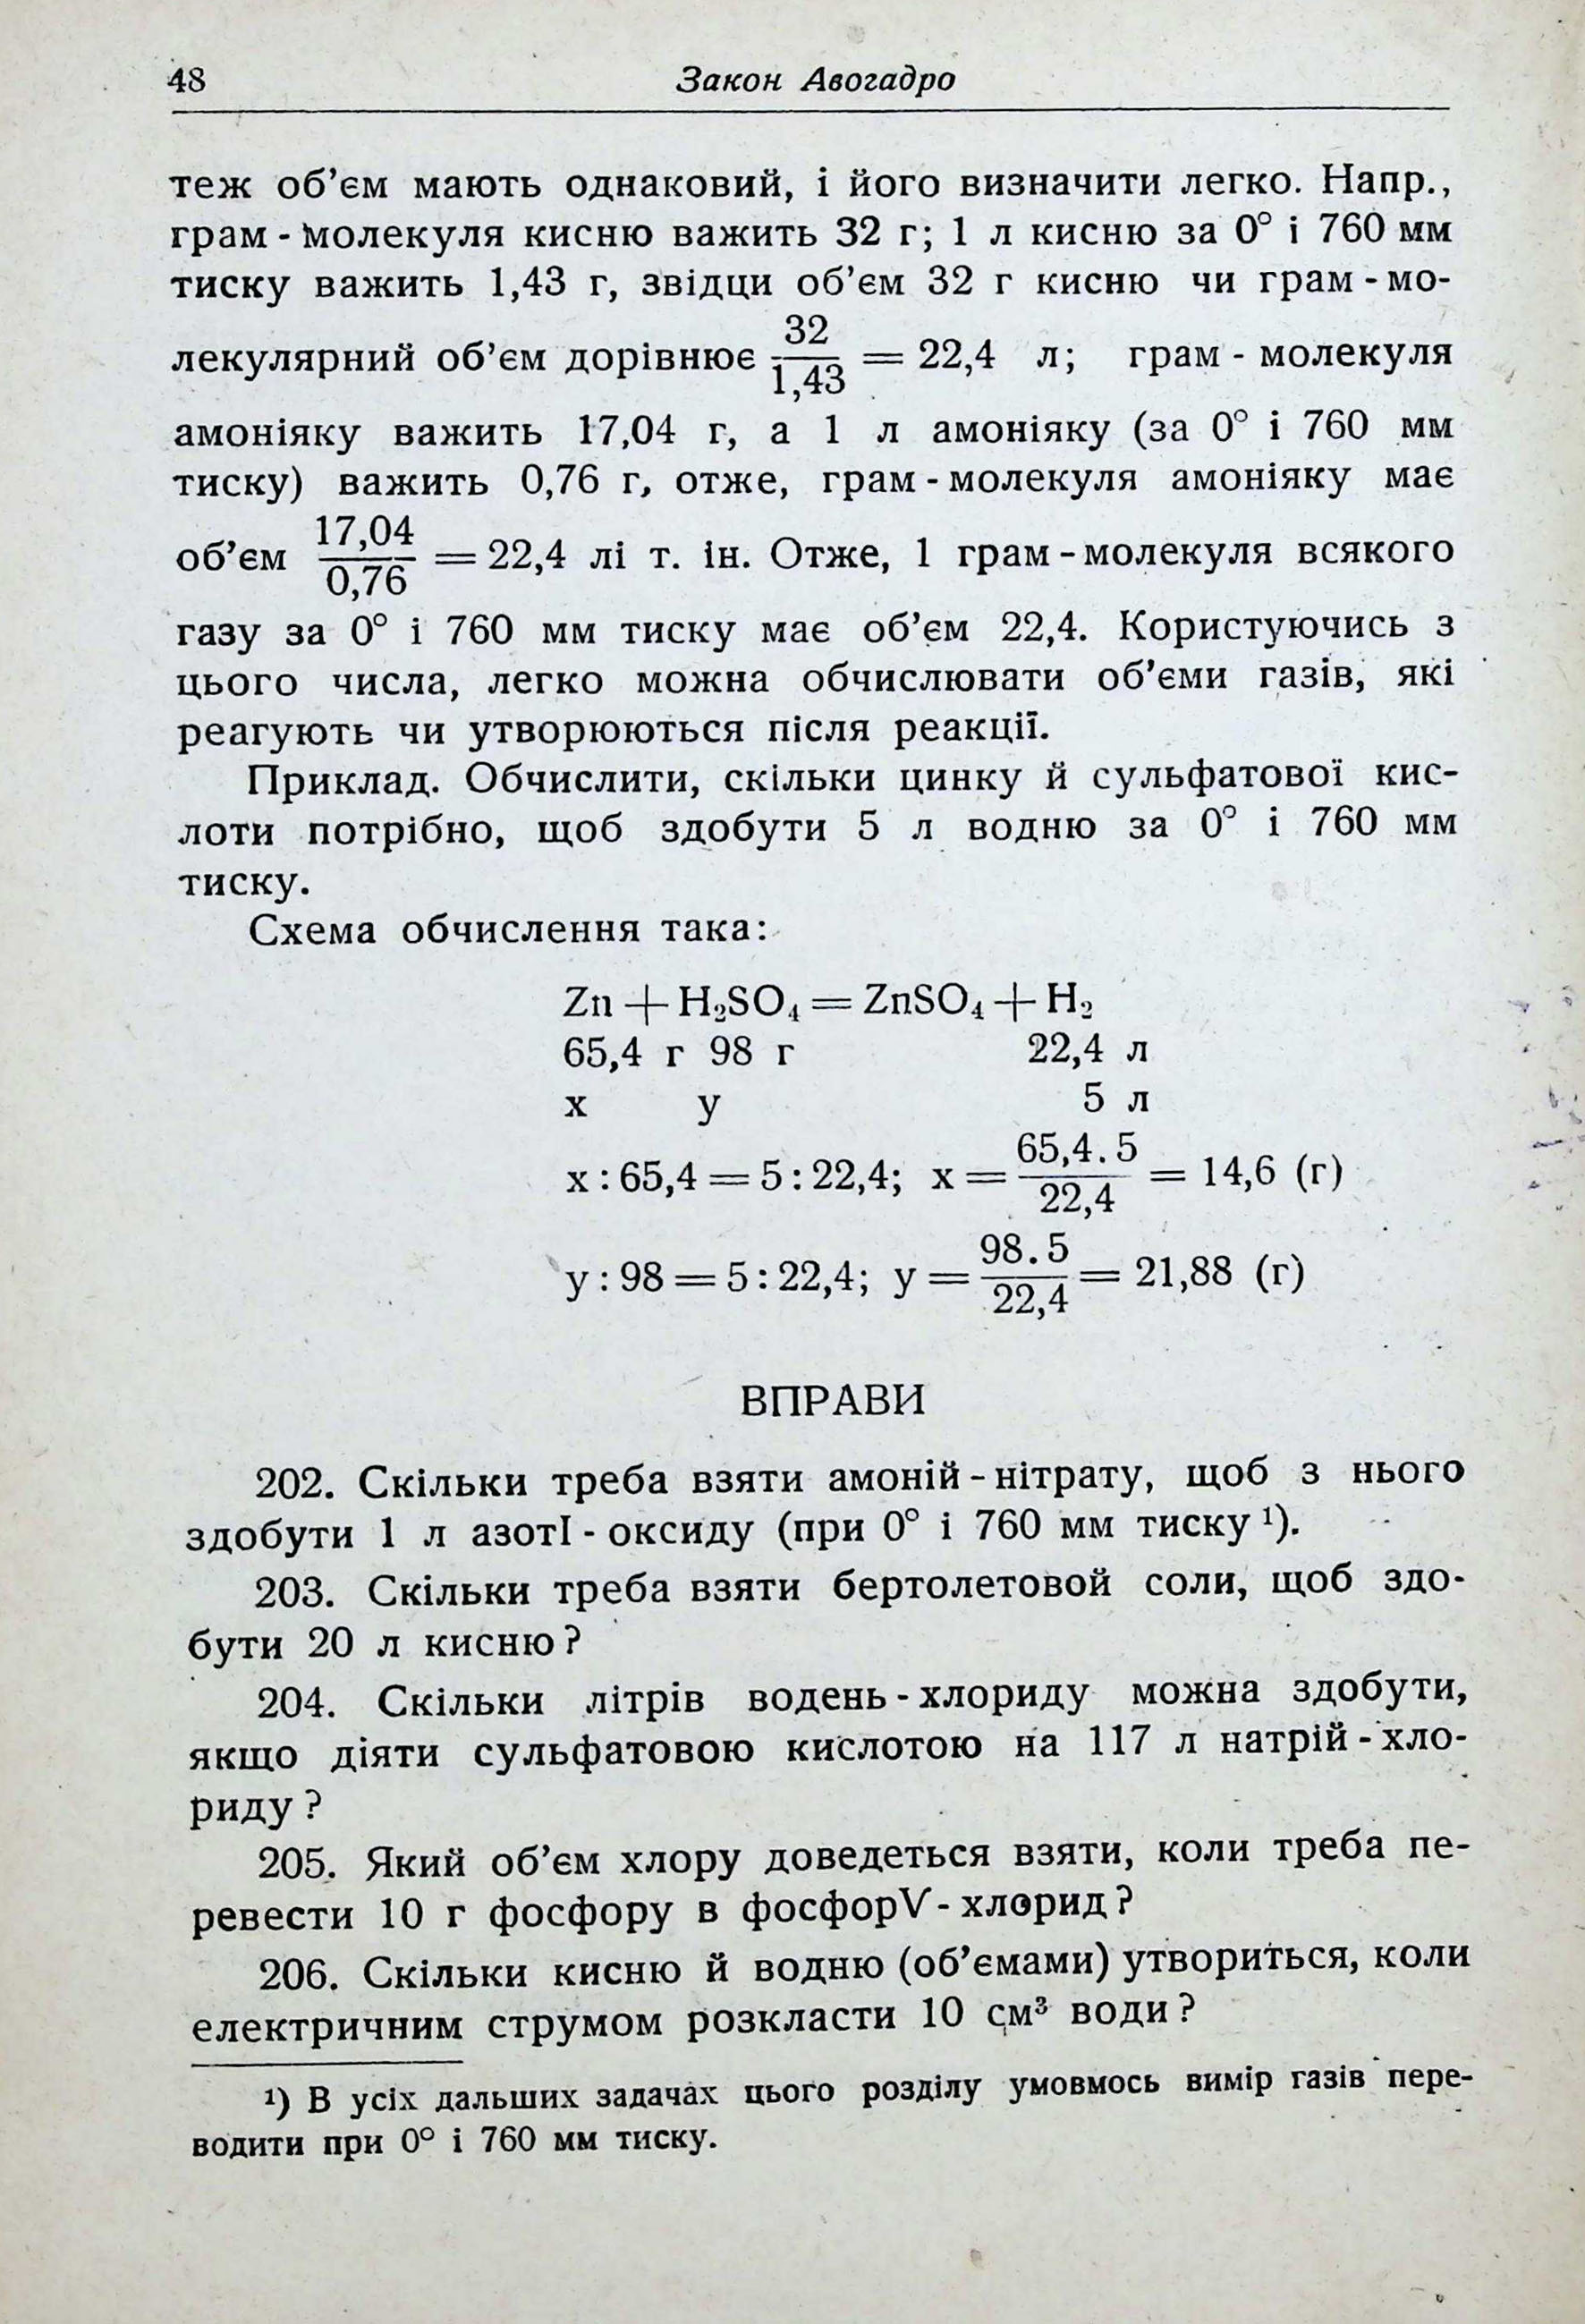 48 Закон Авогадро
теж об’єм мають однаковий, і його визначити легко. Напр.,
грам - молекуля кисню важить 32 г; 1 л кисню за 0° і 760 мм
тиску важить 1,43 г, звідци об’єм 32 г кисню чи грам - мо-
лекулярний об’єм дорівнює 32/1,43 = 22,4 л; грам - молекуля
амоніяку важить 17,04 г, а 1 л амоніяку (за 0° і 760 мм
тиску) важить 0,76 г, отже, грам - молекуля амоніяку має
об’єм 17,04/0,76 = 22,4 лі т. ін. Отже, 1 грам - молекуля всякого
газу за 0° і 760 мм тиску має об’єм 22,4. Користуючись з
цього числа, легко можна обчислювати об’єми газів, які
реагують чи утворюються після реакції.
Приклад. Обчислити, скільки цинку й сульфатової кис-
лоти потрібно, щоб здобути 5 л водню за 0° і 760 мм
тиску.
Схема обчислення така:
Zn + H₂SO₄ = ZnSO₄ + H₂
65,4 г 98 г 22,4 л
x y 5 л
x : 65,4 = 5 : 22,4; x = 65,4 . 5/22,4 = 14,6 (г)
y : 98 = 5 : 22,4; y = 98 . 5/22,4 = 21,88 (г)
ВПРАВИ
202. Скільки треба взяти амоній - нітрату, щоб з нього
здобути 1 л азотI - оксиду (при 0° і 760 мм тиску ¹).
203. Скільки треба взяти бертолетової соли, щоб здо-
бути 20 л кисню ?
204. Скільки літрів водень - хлориду можна здобути,
якщо діяти сульфатовою кислотою на 117 л натрій - хло-
риду ?
205. Який об’єм хлору доведеться взяти, коли треба пе-
ревести 10 г фосфору в фосфорV - хлорид ?
206. Скільки кисню й водню (об’ємами) утвориться, коли
електричним струмом розкласти 10 см³ води ?
¹) В усіх дальших задачах цього розділу умовмось вимір газів пере-
водити при 0° і 760 мм тиску.